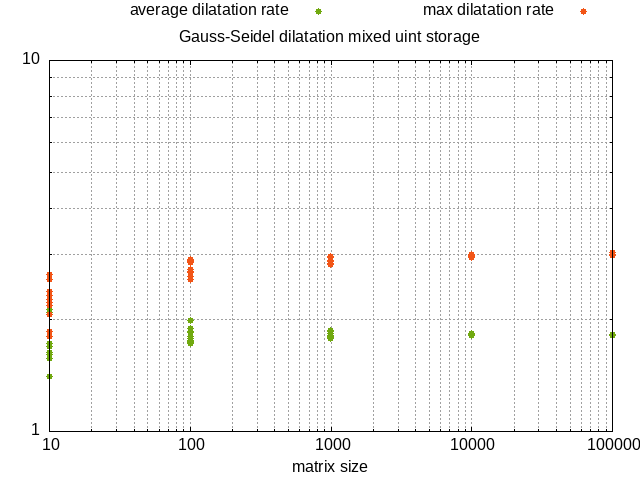 average dilatation rate
max dilatation rate
Gauss-Seidel dilatation mixed uint storage
10
1
10 100 1000 10000 100000
matrix size